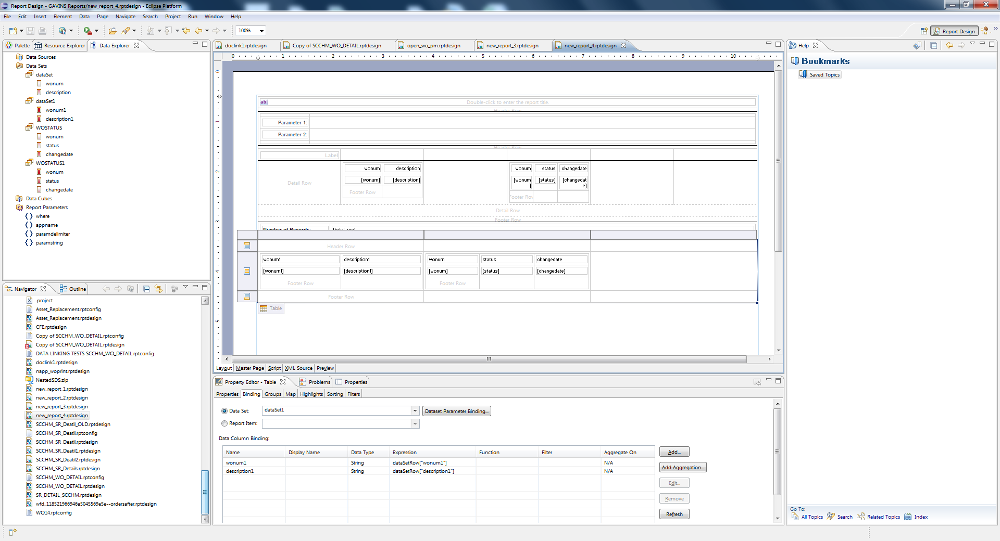 Report Design - GAVINS Reports/new_report_4.rptdesign - Eclipse Platform
File Edit Insert Element Data Page Navigate Search Project Run Window Help
100%
Report Design
Palette Resource Explorer Data Explorer
Data Sources
Data Sets
dataSet
wonum
description
dataSet1
wonum1
description1
WOSTATUS
wonum
status
changedate
WOSTATUS1
wonum
status
changedate
Data Cubes
Report Parameters
where
appname
paramdelimiter
paramstring
Navigator Outline
.project
Asset_Replacement.rptconfig
Asset_Replacement.rptdesign
CFE.rptdesign
Copy of SCCHM_WO_DETAIL.rptconfig
Copy of SCCHM_WO_DETAIL.rptdesign
DATA LINKING TESTS SCCHM_WO_DETAIL.rptconfig
doclink1.rptdesign
napp_woprint.rptdesign
NestedSDS.zip
new_report_1.rptdesign
new_report_2.rptdesign
new_report_3.rptdesign
new_report_4.rptdesign
SCCHM_SR_Deatil_OLD.rptdesign
SCCHM_SR_Deatil.rptconfig
SCCHM_SR_Deatil.rptdesign
SCCHM_SR_Deatil1.rptdesign
SCCHM_SR_Deatil2.rptdesign
SCCHM_SR_Details.rptdesign
SCCHM_WO_DETAIL.rptconfig
SCCHM_WO_DETAIL.rptdesign
SR_DETAIL_SCCHM.rptdesign
wfd_118521966946a5045569e5e--ordersafter.rptdesign
WO14.rptconfig
doclink1.rptdesign Copy of SCCHM_WO_DETAIL.rptdesign open_wo_pm.rptdesign new_report_3.rptdesign new_report_4.rptdesign
0 1 2 3 4 5 6 7 8 9 10
0
1
2
3
4
5
ab Double-click to enter the report title.
Header Row
Parameter 1:
Parameter 2:
Header Row
Label
wonum description wonum status changedate
[wonum] [description] [wonum] [status] [changedate]
Detail Row
Footer Row Footer Row
Detail Row
Footer Row
Number of Records: [total_rec]
Header Row
wonum1 description1 wonum status changedate
[wonum1] [description1] [wonum] [status] [changedate]
Footer Row Footer Row
Footer Row
Table
Layout Master Page Script XML Source Preview
Property Editor - Table Problems Properties
Properties Binding Groups Map Highlights Sorting Filters
Data Set: dataSet1 Dataset Parameter Binding...
Report Item:
Data Column Binding:
Name Display Name Data Type Expression Function Filter Aggregate On
wonum1 String dataSetRow["wonum1"] N/A
description1 String dataSetRow["description1"] N/A
Add...
Add Aggregation...
Edit...
Remove
Refresh
Help
Bookmarks
Saved Topics
Go To:
All Topics Search Related Topics Index